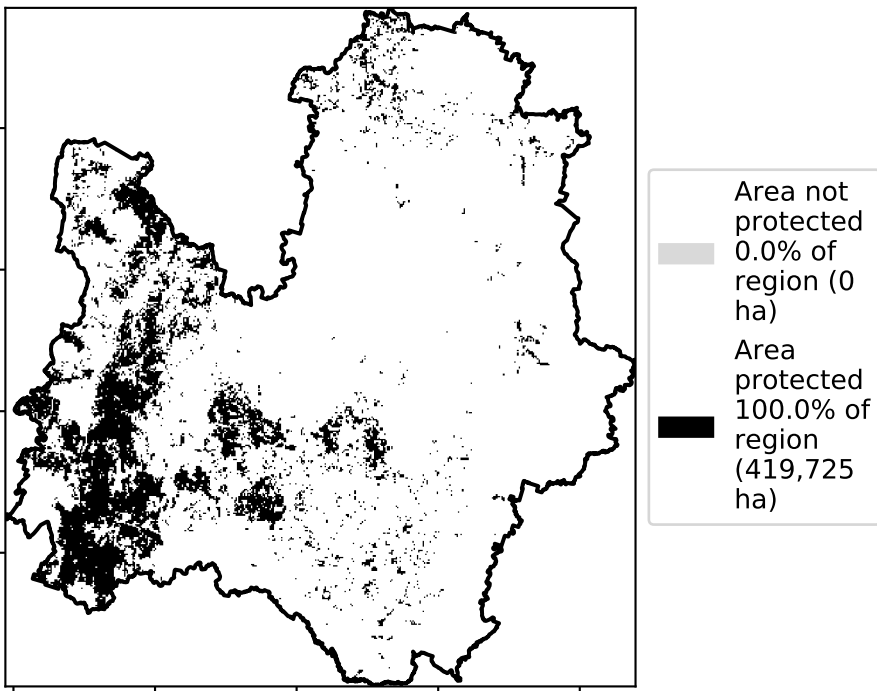 Area not
protected
0.0% of
region (0
ha)
Area
protected
100.0% of
region
(419,725
ha)